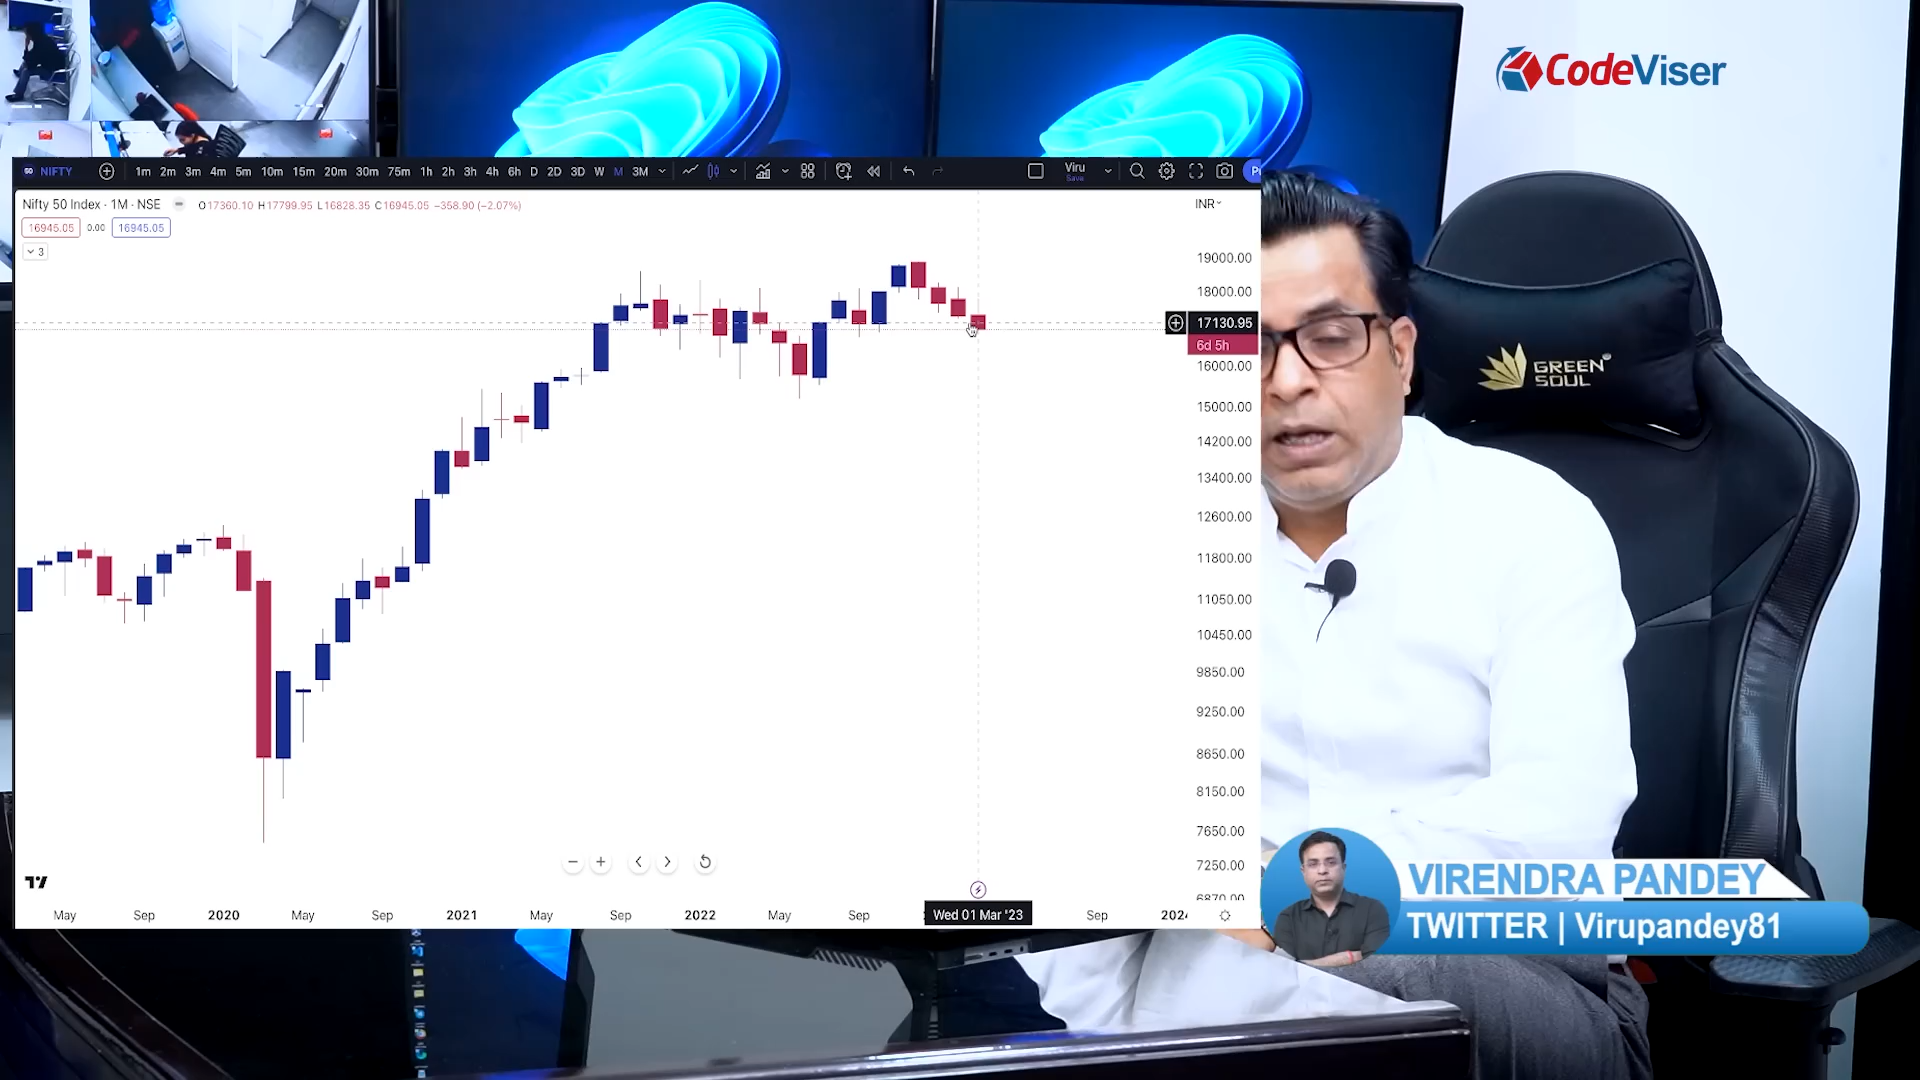 CodeViser
NIFTY 1m 2m 3m 4m 5m 10m 15m 20m 30m 75m 1h 2h 3h 4h 6h D 2D 3D W M 3M Viru
Save
Nifty 50 Index · 1M · NSE O17360.10 H17799.95 L16828.35 C16945.05 −358.90 (−2.07%)
INR
16945.05 0.00 16945.05
3
19000.00
18000.00
17130.95
6d 5h
16000.00
15000.00
14200.00
13400.00
12600.00
11800.00
11050.00
10450.00
9850.00
9250.00
8650.00
8150.00
7650.00
7250.00
6870.00
May Sep 2020 May Sep 2021 May Sep 2022 May Sep Wed 01 Mar '23 Sep 2024
GREEN
SOUL
VIRENDRA PANDEY
TWITTER | Virupandey81